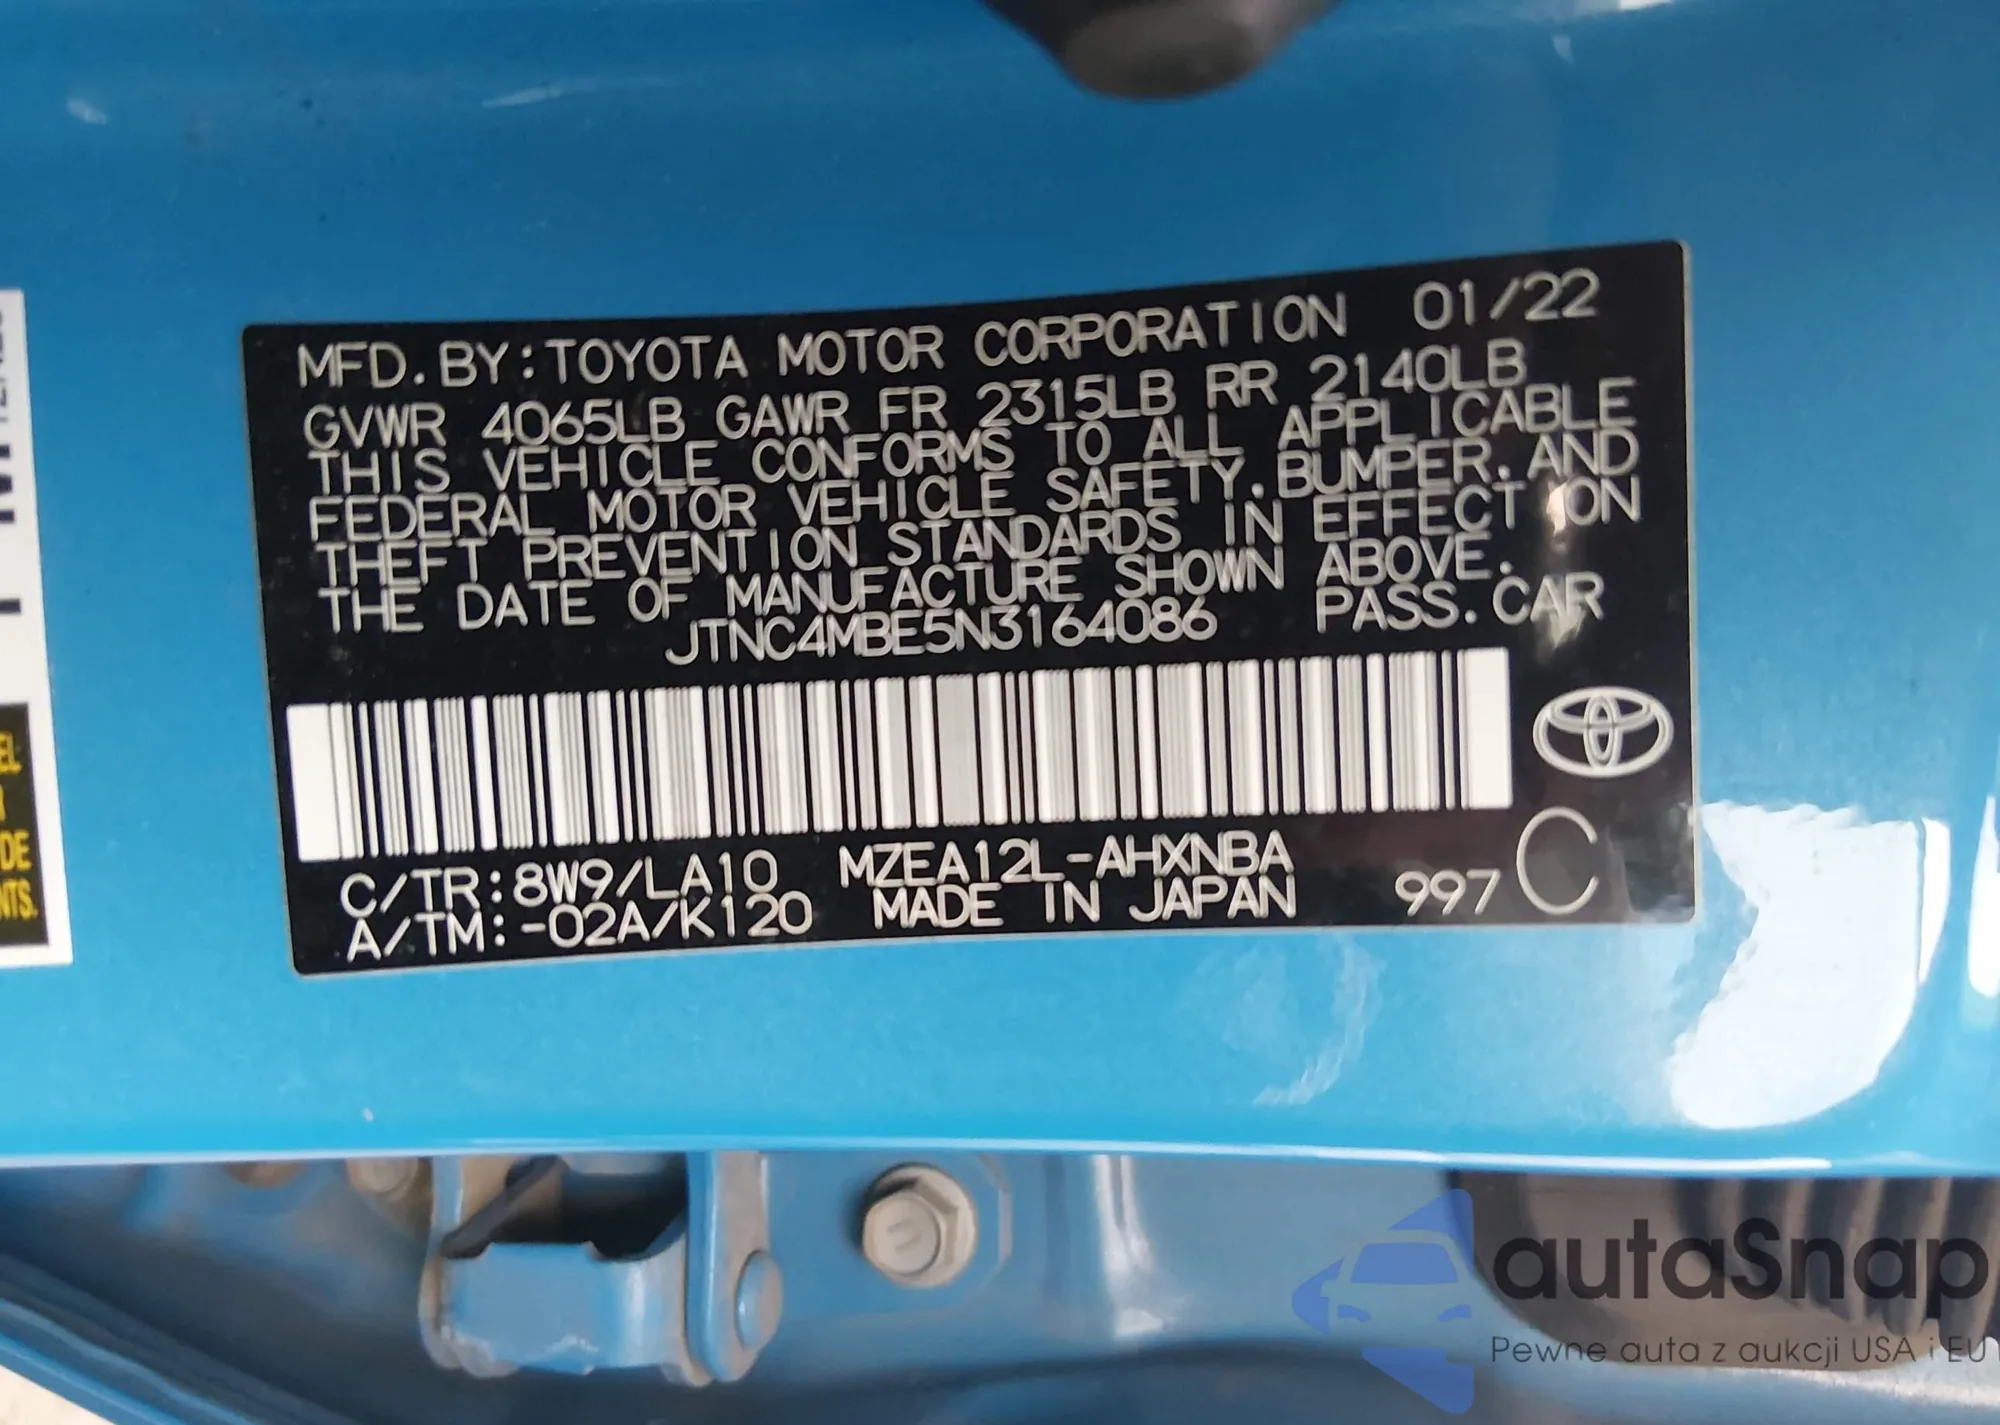 MFD. BY: TOYOTA MOTOR CORPORATION 01/22
GVWR 4065LB GAWR FR 2315LB RR 2140LB
THIS VEHICLE CONFORMS TO ALL APPLICABLE
FEDERAL MOTOR VEHICLE SAFETY, BUMPER, AND
THEFT PREVENTION STANDARDS IN EFFECT ON
THE DATE OF MANUFACTURE SHOWN ABOVE.
JTNC4MBE5N3164086 PASS. CAR
C/TR: 8W9/LA10 MZEA12L-AHXNBA
A/TM: -02A/K120 MADE IN JAPAN 997 C
EL
R
DE
NTS.
autaSnap
Pewne auta z aukcji USA i EU